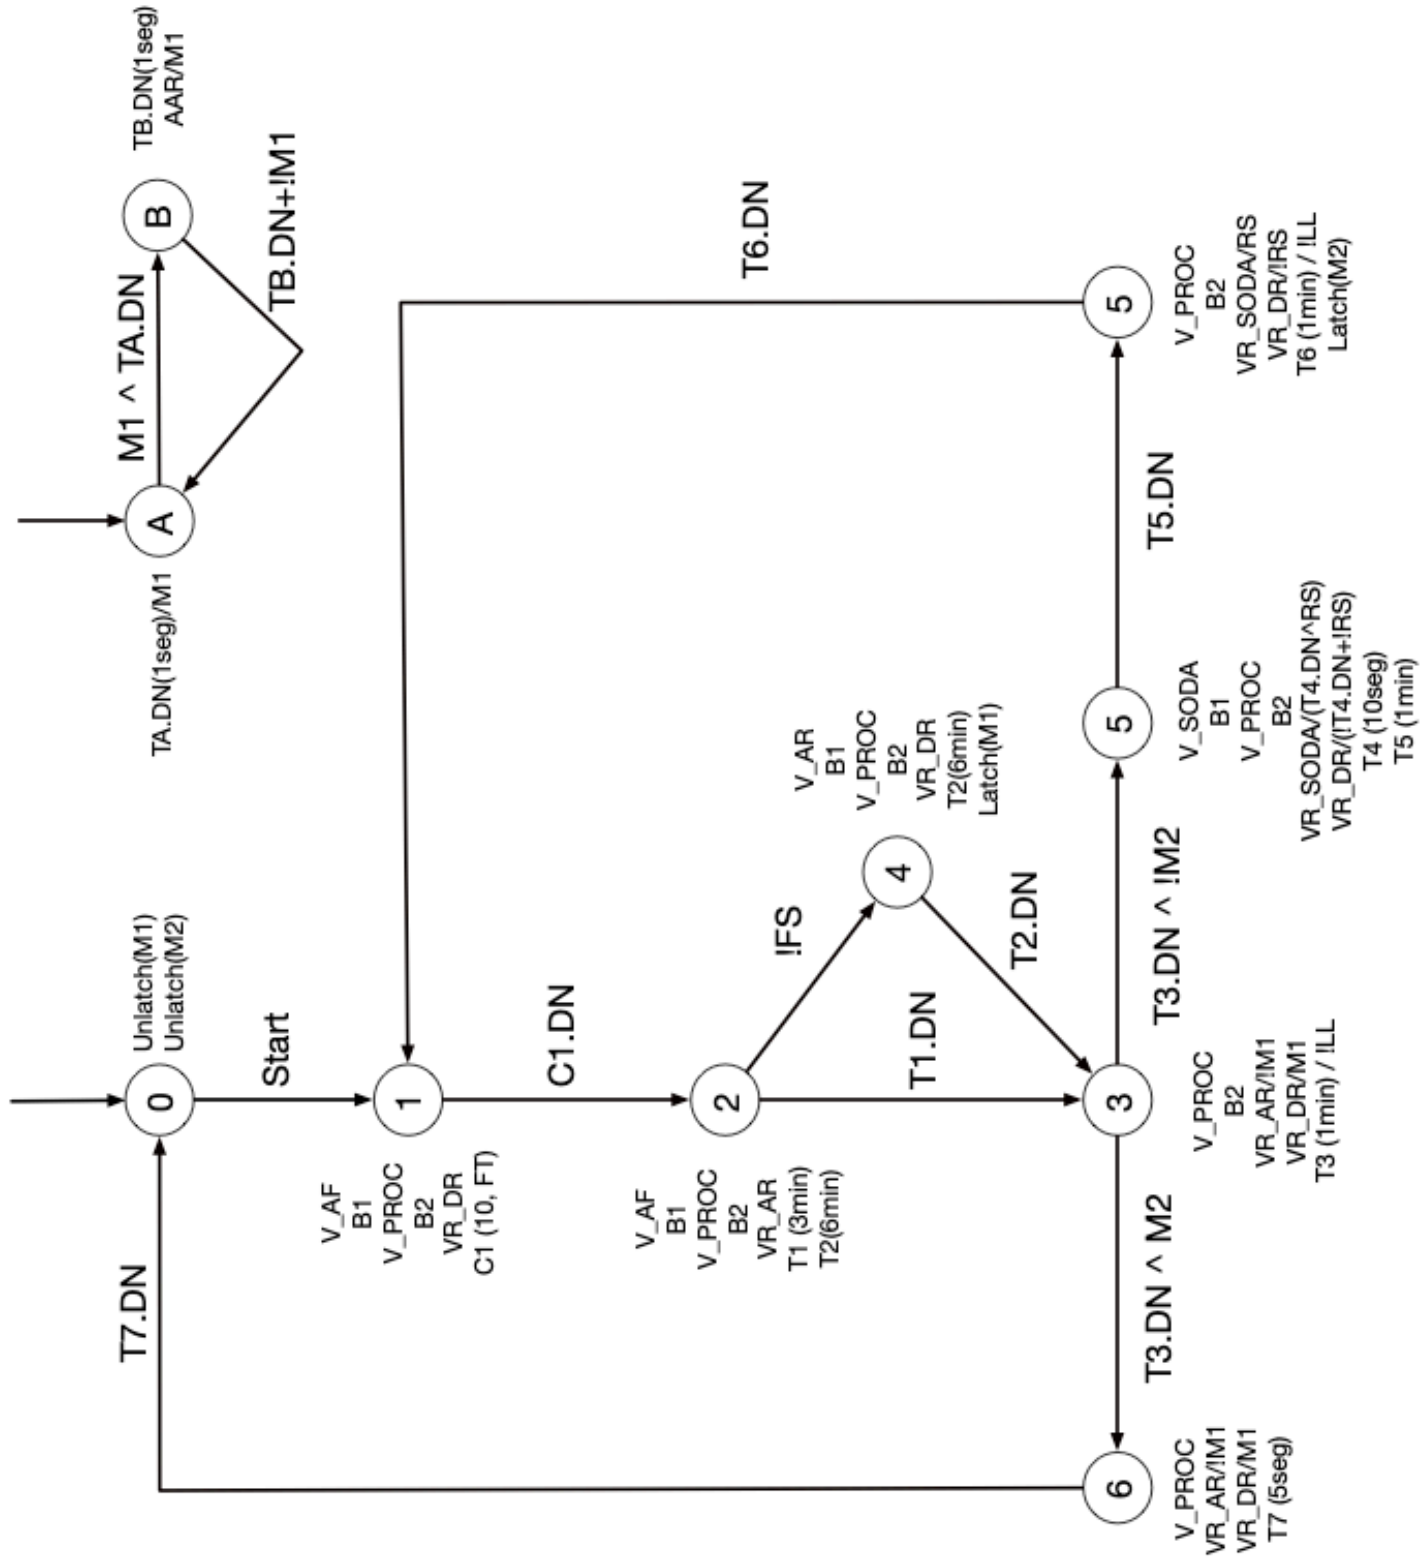 T7.DN
0
Unlatch(M1)
Unlatch(M2)
Start
M1 ^ TA.DN
A
TA.DN(1seg)/M1
B
TB.DN(1seg)
AAR/M1
TB.DN+!M1
1
V_AF
B1
V_PROC
B2
VR_DR
C1 (10, FT)
C1.DN
T6.DN
2
V_AF
B1
V_PROC
B2
VR_AR
T1 (3min)
T2(6min)
!FS
T1.DN
4
V_AR
B1
V_PROC
B2
VR_DR
T2(6min)
Latch(M1)
T2.DN
6
V_PROC
VR_AR/!M1
VR_DR/M1
T7 (5seg)
T3.DN ^ M2
3
V_PROC
B2
VR_AR/!M1
VR_DR/M1
T3 (1min) / !LL
T3.DN ^ !M2
5
V_SODA
B1
V_PROC
B2
VR_SODA/(T4.DN^RS)
VR_DR/(!T4.DN+!RS)
T4 (10seg)
T5 (1min)
T5.DN
5
V_PROC
B2
VR_SODA/RS
VR_DR/!RS
T6 (1min) / !LL
Latch(M2)